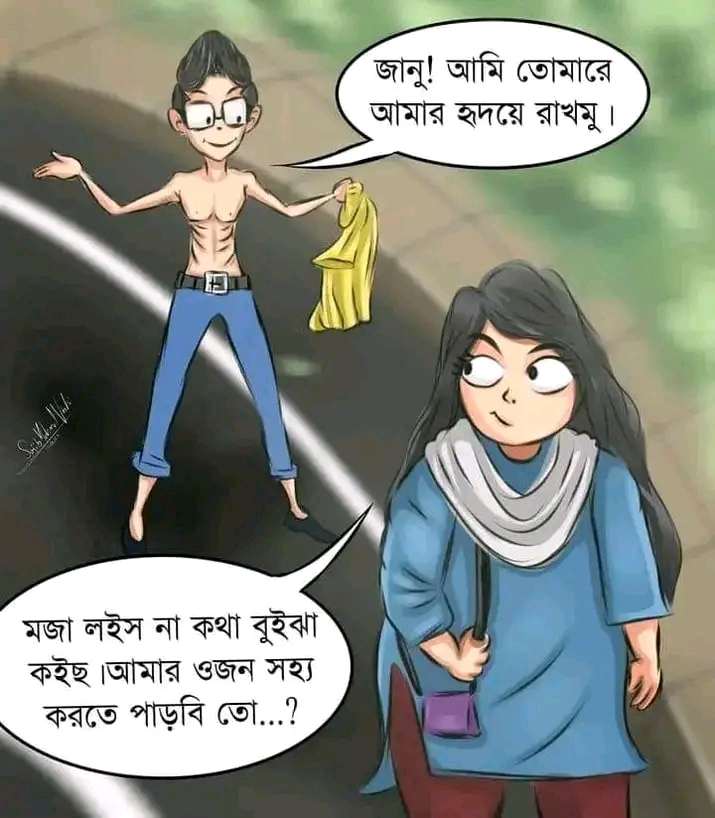 জানু! আমি তোমারে
আমার হৃদয়ে রাখমু।
মজা লইস না কথা বুইঝা
কইছ।আমার ওজন সহ্য
করতে পাড়বি তো...?